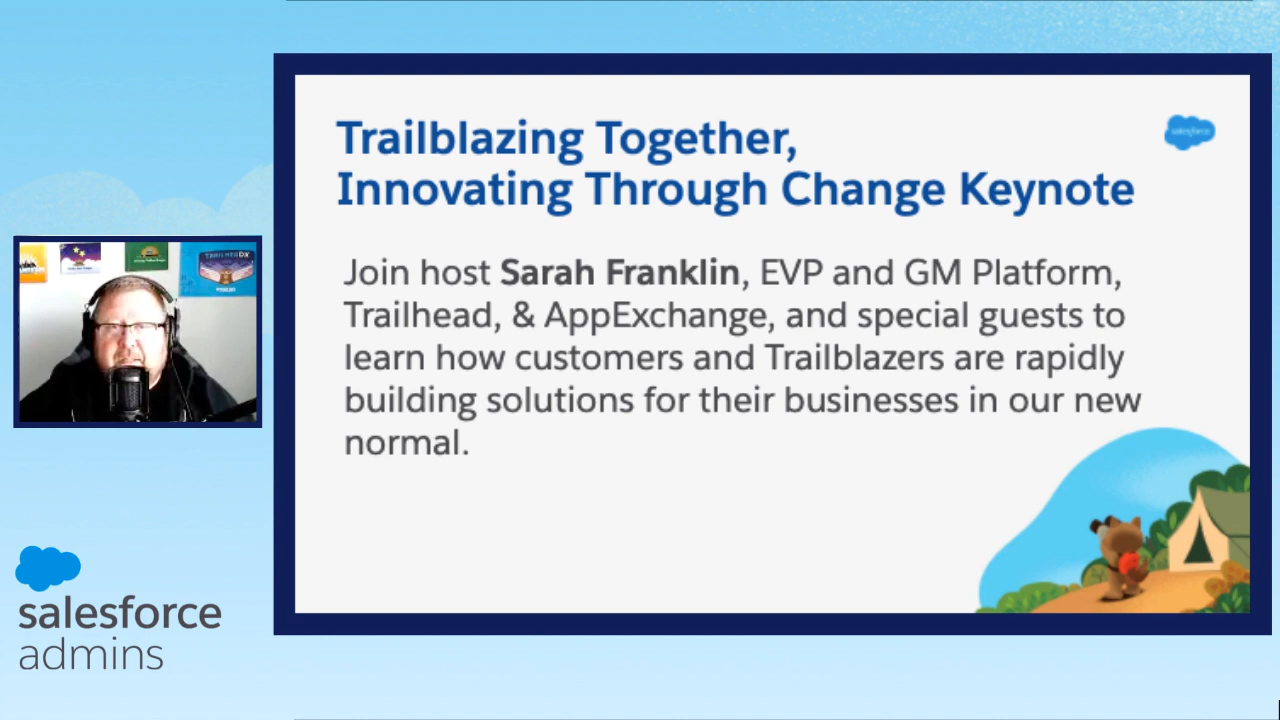 Trailblazing Together,
Innovating Through Change Keynote
salesforce
Join host Sarah Franklin, EVP and GM Platform,
Trailhead, & AppExchange, and special guests to
learn how customers and Trailblazers are rapidly
building solutions for their businesses in our new
normal.
TRAILHEADX
salesforce
admins